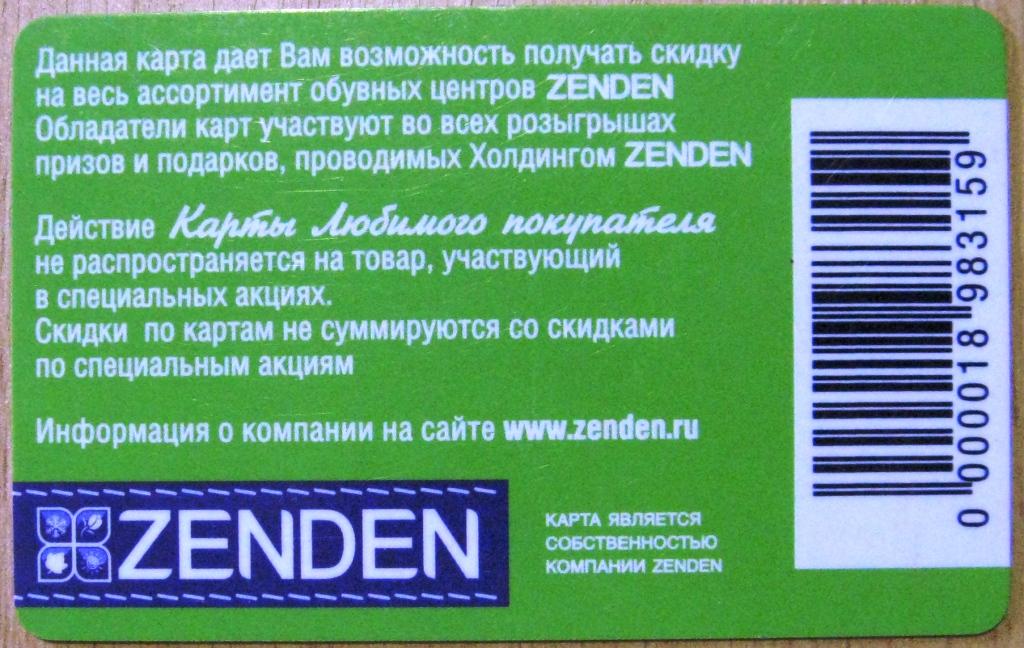 Данная карта дает Вам возможность получать скидку
на весь ассортимент обувных центров ZENDEN
Обладатели карт участвуют во всех розыгрышах
призов и подарков, проводимых Холдингом ZENDEN
Действие Карты Любимого покупателя
не распространяется на товар, участвующий
в специальных акциях.
Скидки по картам не суммируются со скидками
по специальным акциям
Информация о компании на сайте www.zenden.ru
ZENDEN
КАРТА ЯВЛЯЕТСЯ
СОБСТВЕННОСТЬЮ
КОМПАНИИ ZENDEN
0 000018 983159